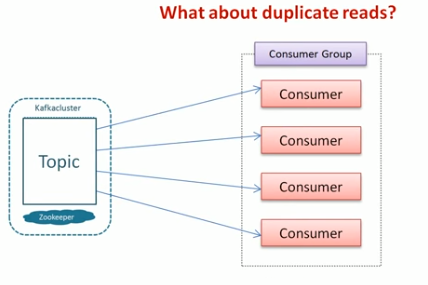 What about duplicate reads?
Consumer Group
Kafkacluster
Topic
Zookeeper
Consumer
Consumer
Consumer
Consumer